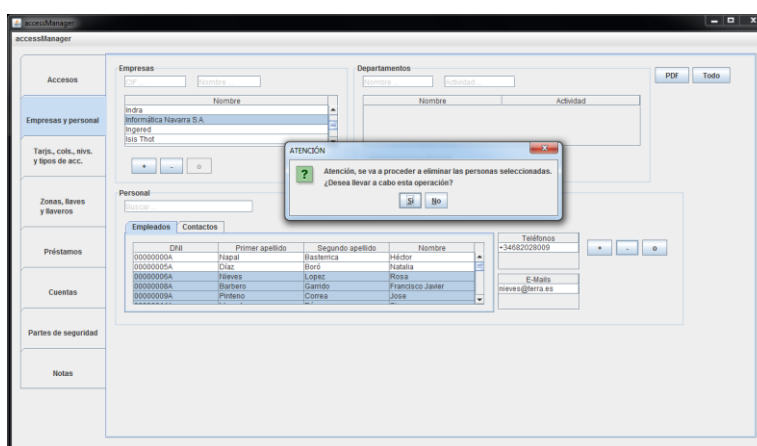 accessManager
accessManager
Accesos
Empresas y personal
Tarjs., cols., nivs.
y tipos de acc.
Zonas, llaves
y llaveros
Préstamos
Cuentas
Partes de seguridad
Notas
Empresas
CIF ...
Nombre ...
Nombre
Indra
Informática Navarra S.A.
Ingered
Isis Thot
+ - o
Departamentos
Nombre ...
Actividad ...
Nombre Actividad
PDF Todo
ATENCIÓN
Atención, se va a proceder a eliminar las personas seleccionadas.
¿Desea llevar a cabo esta operación?
Sí No
Personal
Buscar ...
Empleados Contactos
DNI Primer apellido Segundo apellido Nombre
00000000A Napal Basterrica Héctor
00000005A Díaz Boró Natalia
00000006A Nieves Lopez Rosa
00000008A Barbero Garrido Francisco Javier
00000009A Pinteno Correa Jose
Teléfonos
+34682028009
+ - o
E-Mails
nieves@terra.es